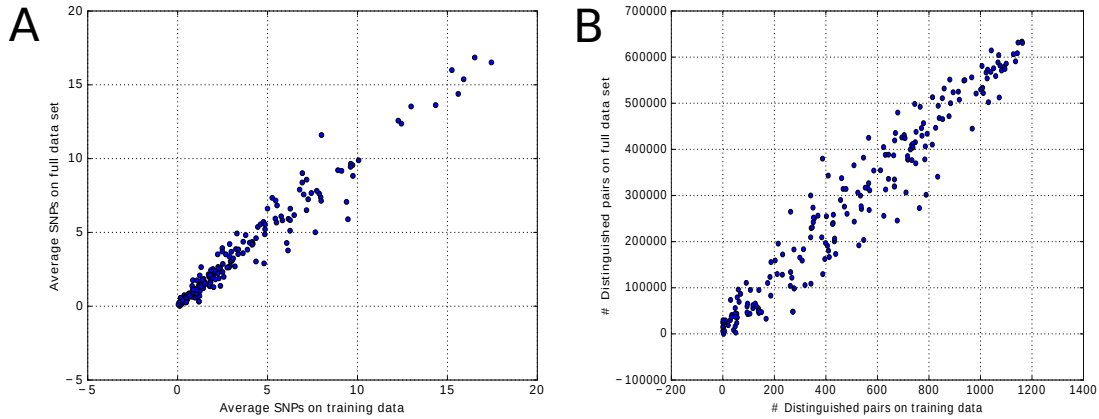 A
20
15
10
5
0
−5
−5 0 5 10 15 20
Average SNPs on full data set
Average SNPs on training data
B
700000
600000
500000
400000
300000
200000
100000
0
−100000
−200 0 200 400 600 800 1000 1200 1400
# Distinguished pairs on full data set
# Distinguished pairs on training data